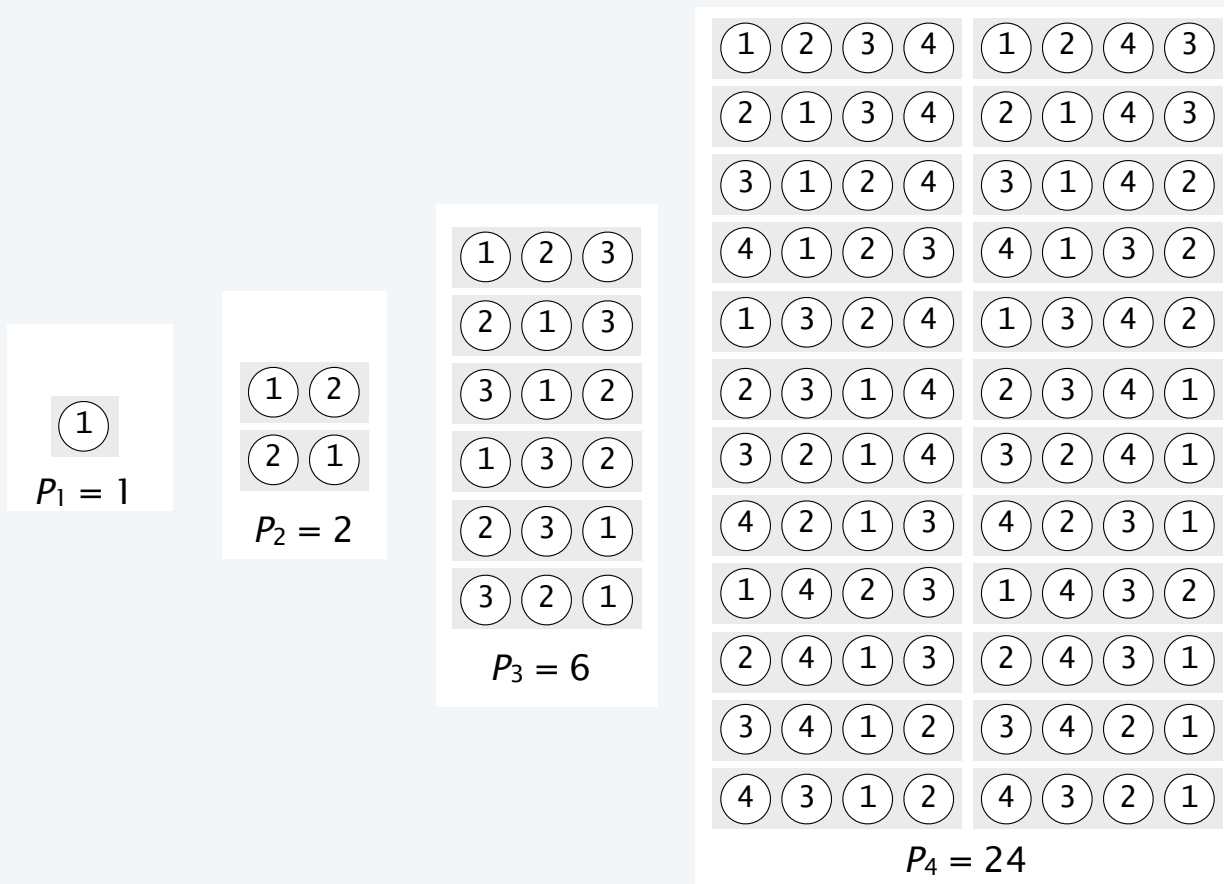 1
P1 = 1
1 2
2 1
P2 = 2
1 2 3
2 1 3
3 1 2
1 3 2
2 3 1
3 2 1
P3 = 6
1 2 3 4 1 2 4 3
2 1 3 4 2 1 4 3
3 1 2 4 3 1 4 2
4 1 2 3 4 1 3 2
1 3 2 4 1 3 4 2
2 3 1 4 2 3 4 1
3 2 1 4 3 2 4 1
4 2 1 3 4 2 3 1
1 4 2 3 1 4 3 2
2 4 1 3 2 4 3 1
3 4 1 2 3 4 2 1
4 3 1 2 4 3 2 1
P4 = 24